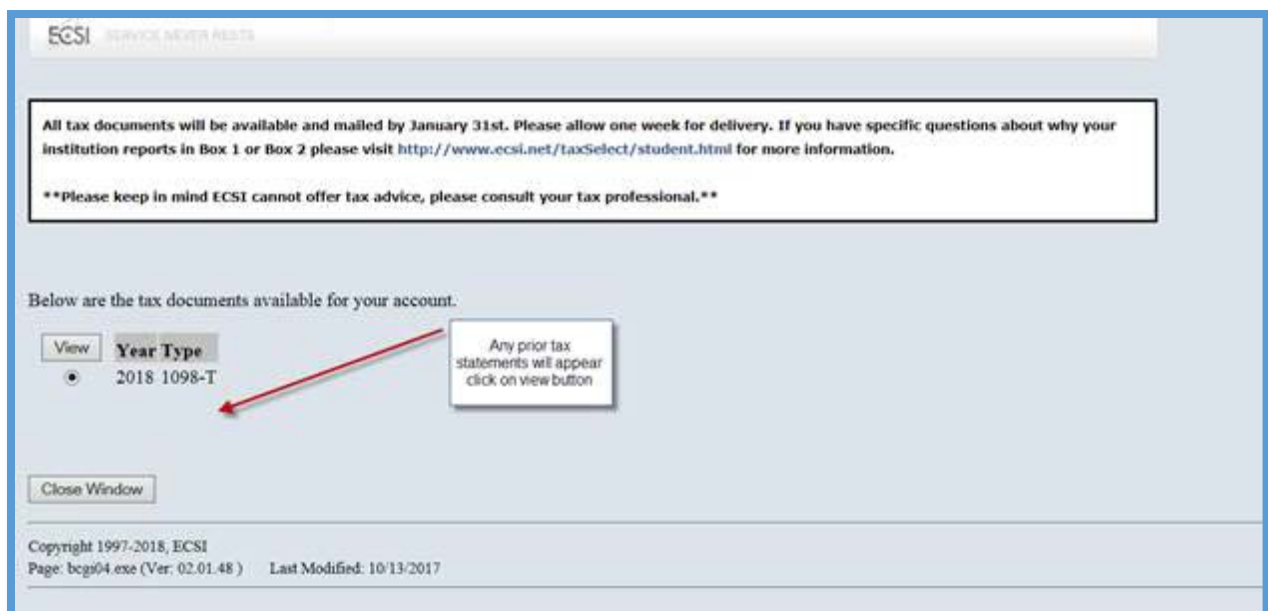 ECSI SERVICE NEVER RESTS
All tax documents will be available and mailed by January 31st. Please allow one week for delivery. If you have specific questions about why your
institution reports in Box 1 or Box 2 please visit http://www.ecsi.net/taxSelect/student.html for more information.
**Please keep in mind ECSI cannot offer tax advice, please consult your tax professional.**
Below are the tax documents available for your account.
View Year Type
2018 1098-T
Any prior tax
statements will appear
click on view button
Close Window
Copyright 1997-2018, ECSI
Page: bcgi04.exe (Ver: 02.01.48 ) Last Modified: 10/13/2017